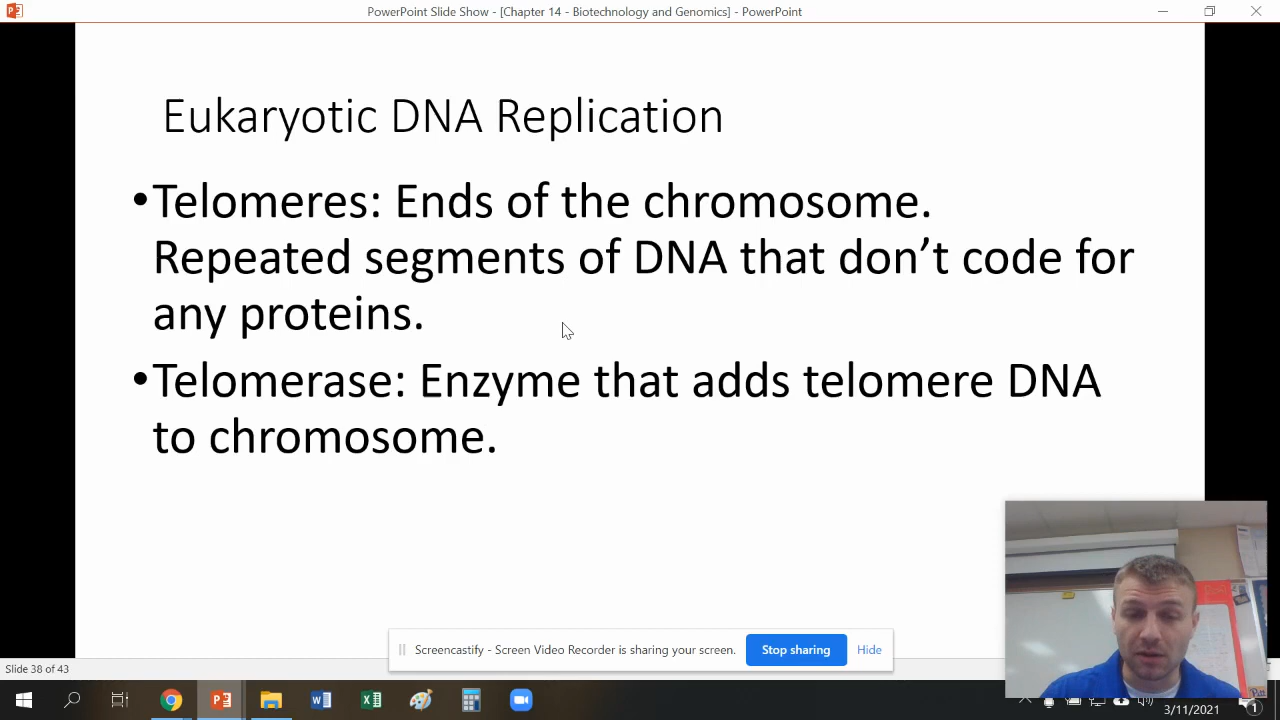 PowerPoint Slide Show - [Chapter 14 - Biotechnology and Genomics] - PowerPoint
Eukaryotic DNA Replication
•Telomeres: Ends of the chromosome.
Repeated segments of DNA that don’t code for
any proteins.
•Telomerase: Enzyme that adds telomere DNA
to chromosome.
Screencastify - Screen Video Recorder is sharing your screen.
Stop sharing
Hide
Slide 38 of 43
3/11/2021
1